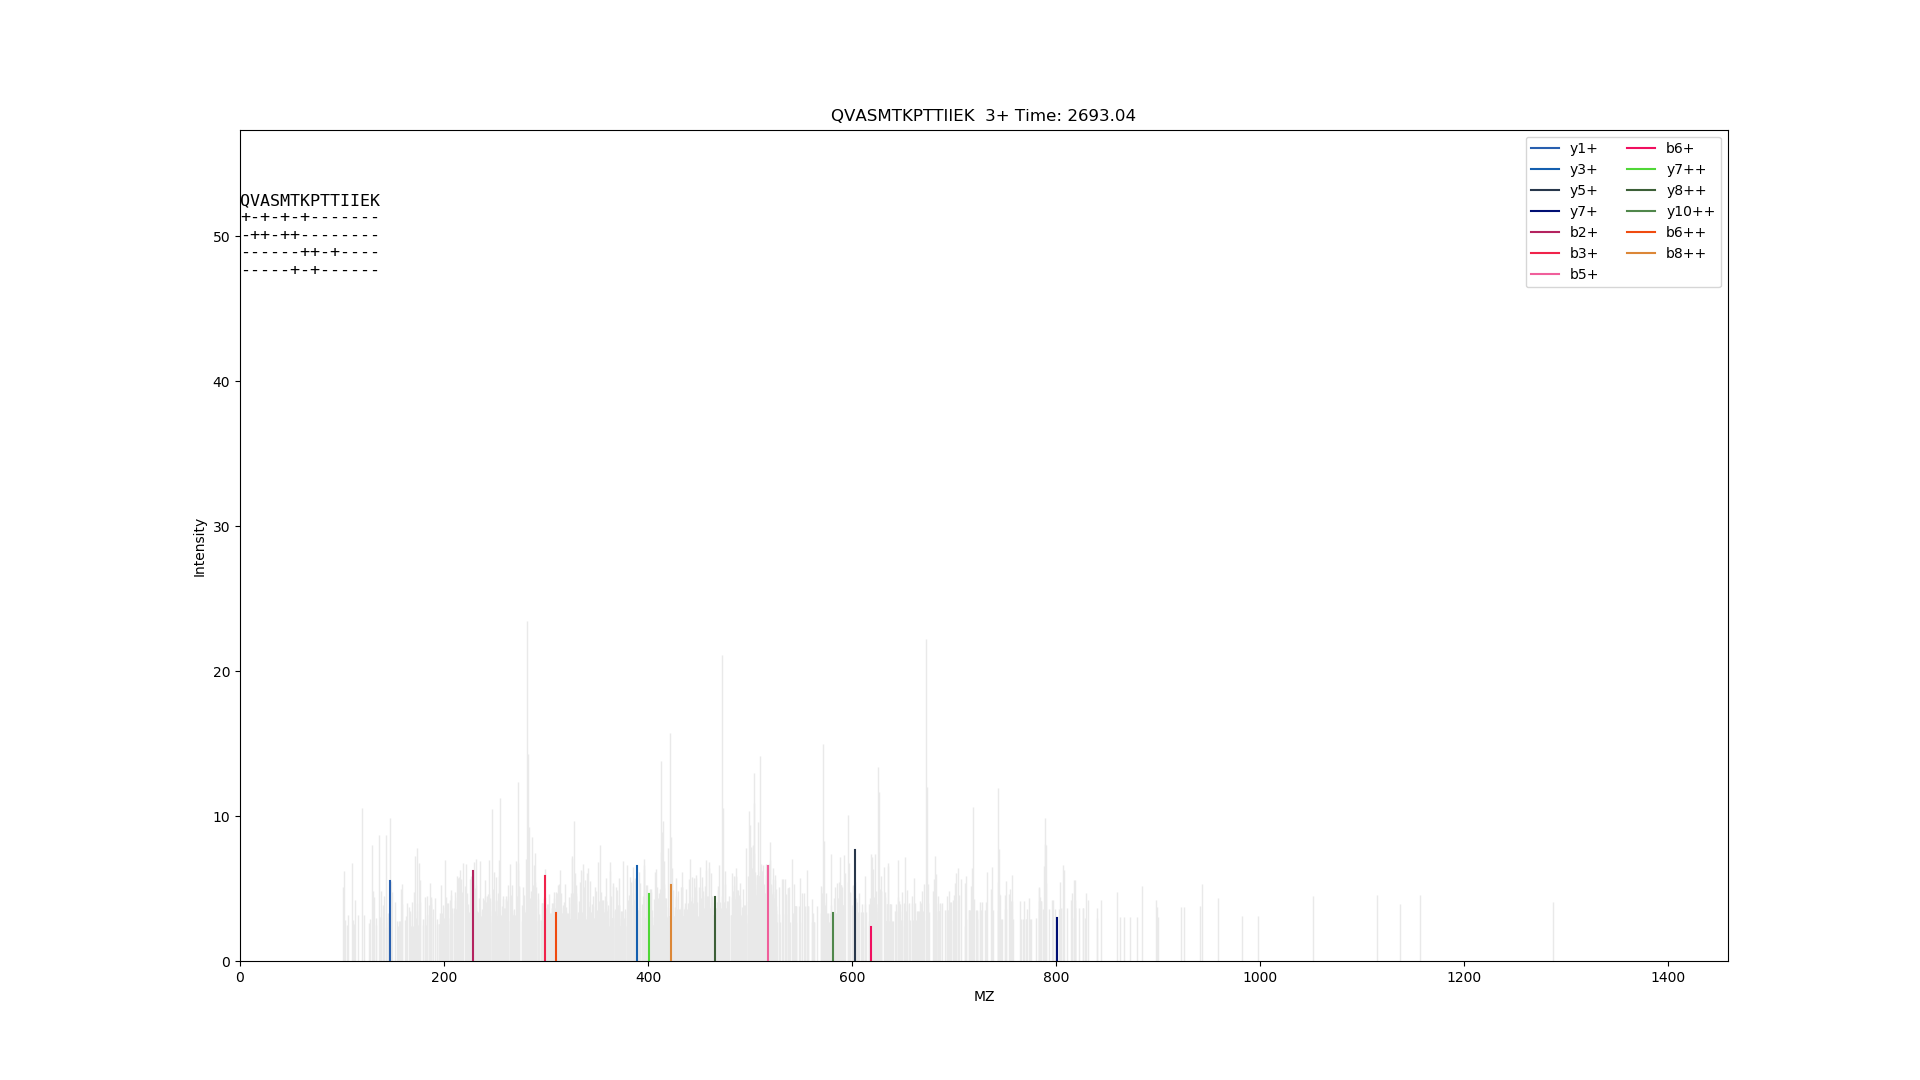 QVASMTKPTTIIEK  3+ Time: 2693.04
y1+
y3+
y5+
y7+
b2+
b3+
b5+
b6+
y7++
y8++
y10++
b6++
b8++
QVASMTKPTTIIEK
+-+-+-+-------
-++-++--------
------++-+----
-----+-+------
50
40
30
20
10
0
Intensity
0 200 400 600 800 1000 1200 1400
MZ